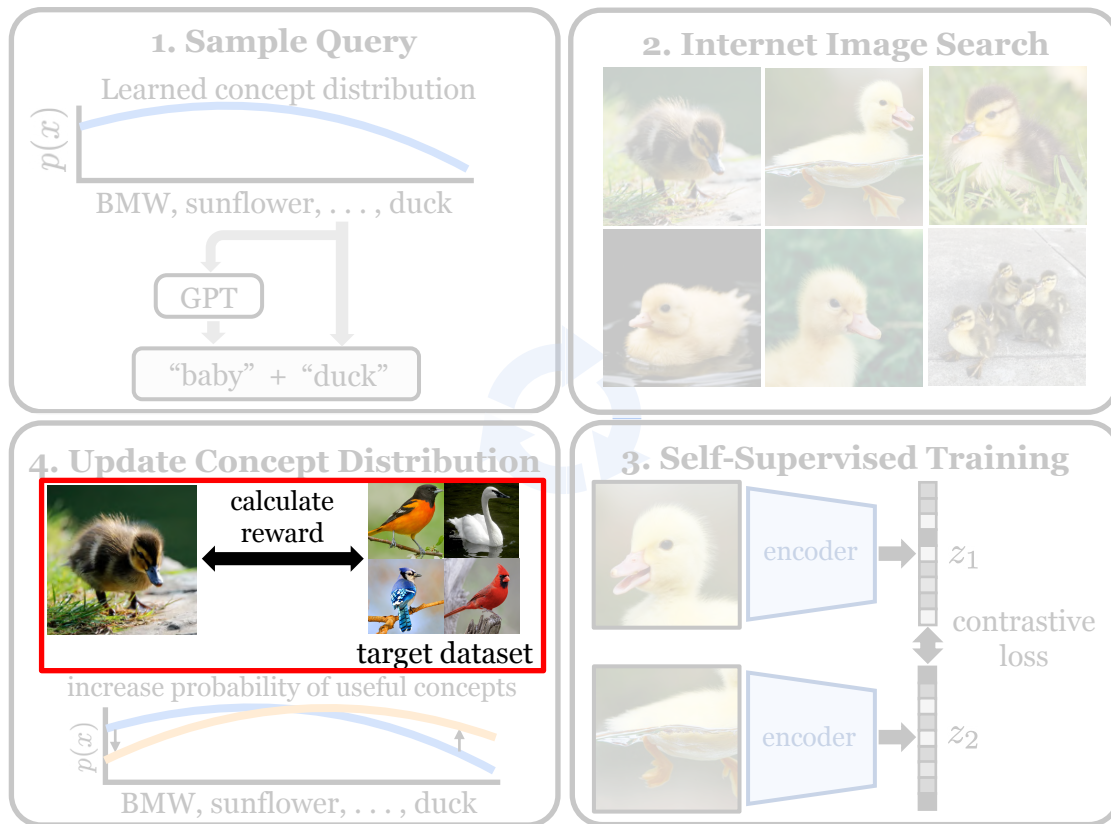 1. Sample Query
Learned concept distribution
p(x)
BMW, sunflower, . . . , duck
GPT
“baby” + “duck”
2. Internet Image Search
4. Update Concept Distribution
calculate
reward
target dataset
increase probability of useful concepts
p(x)
BMW, sunflower, . . . , duck
3. Self-Supervised Training
encoder
z1
contrastive
loss
encoder
z2